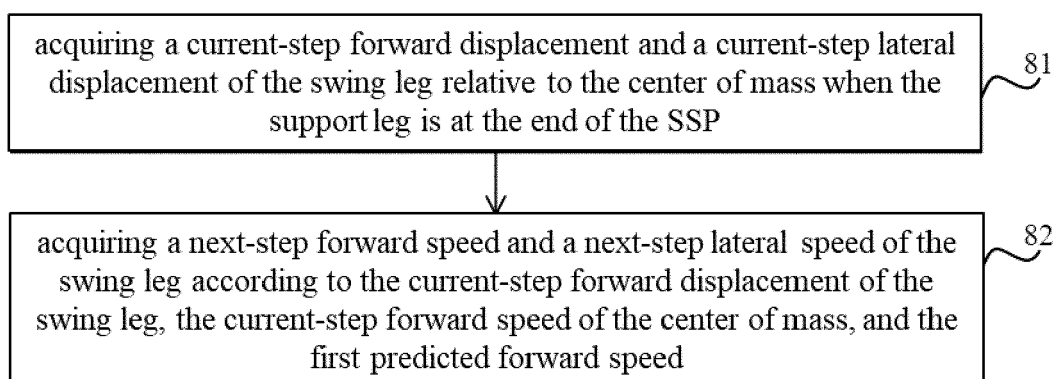 acquiring a current-step forward displacement and a current-step lateral
displacement of the swing leg relative to the center of mass when the
support leg is at the end of the SSP
81
acquiring a next-step forward speed and a next-step lateral speed of the
swing leg according to the current-step forward displacement of the
swing leg, the current-step forward speed of the center of mass, and the
first predicted forward speed
82